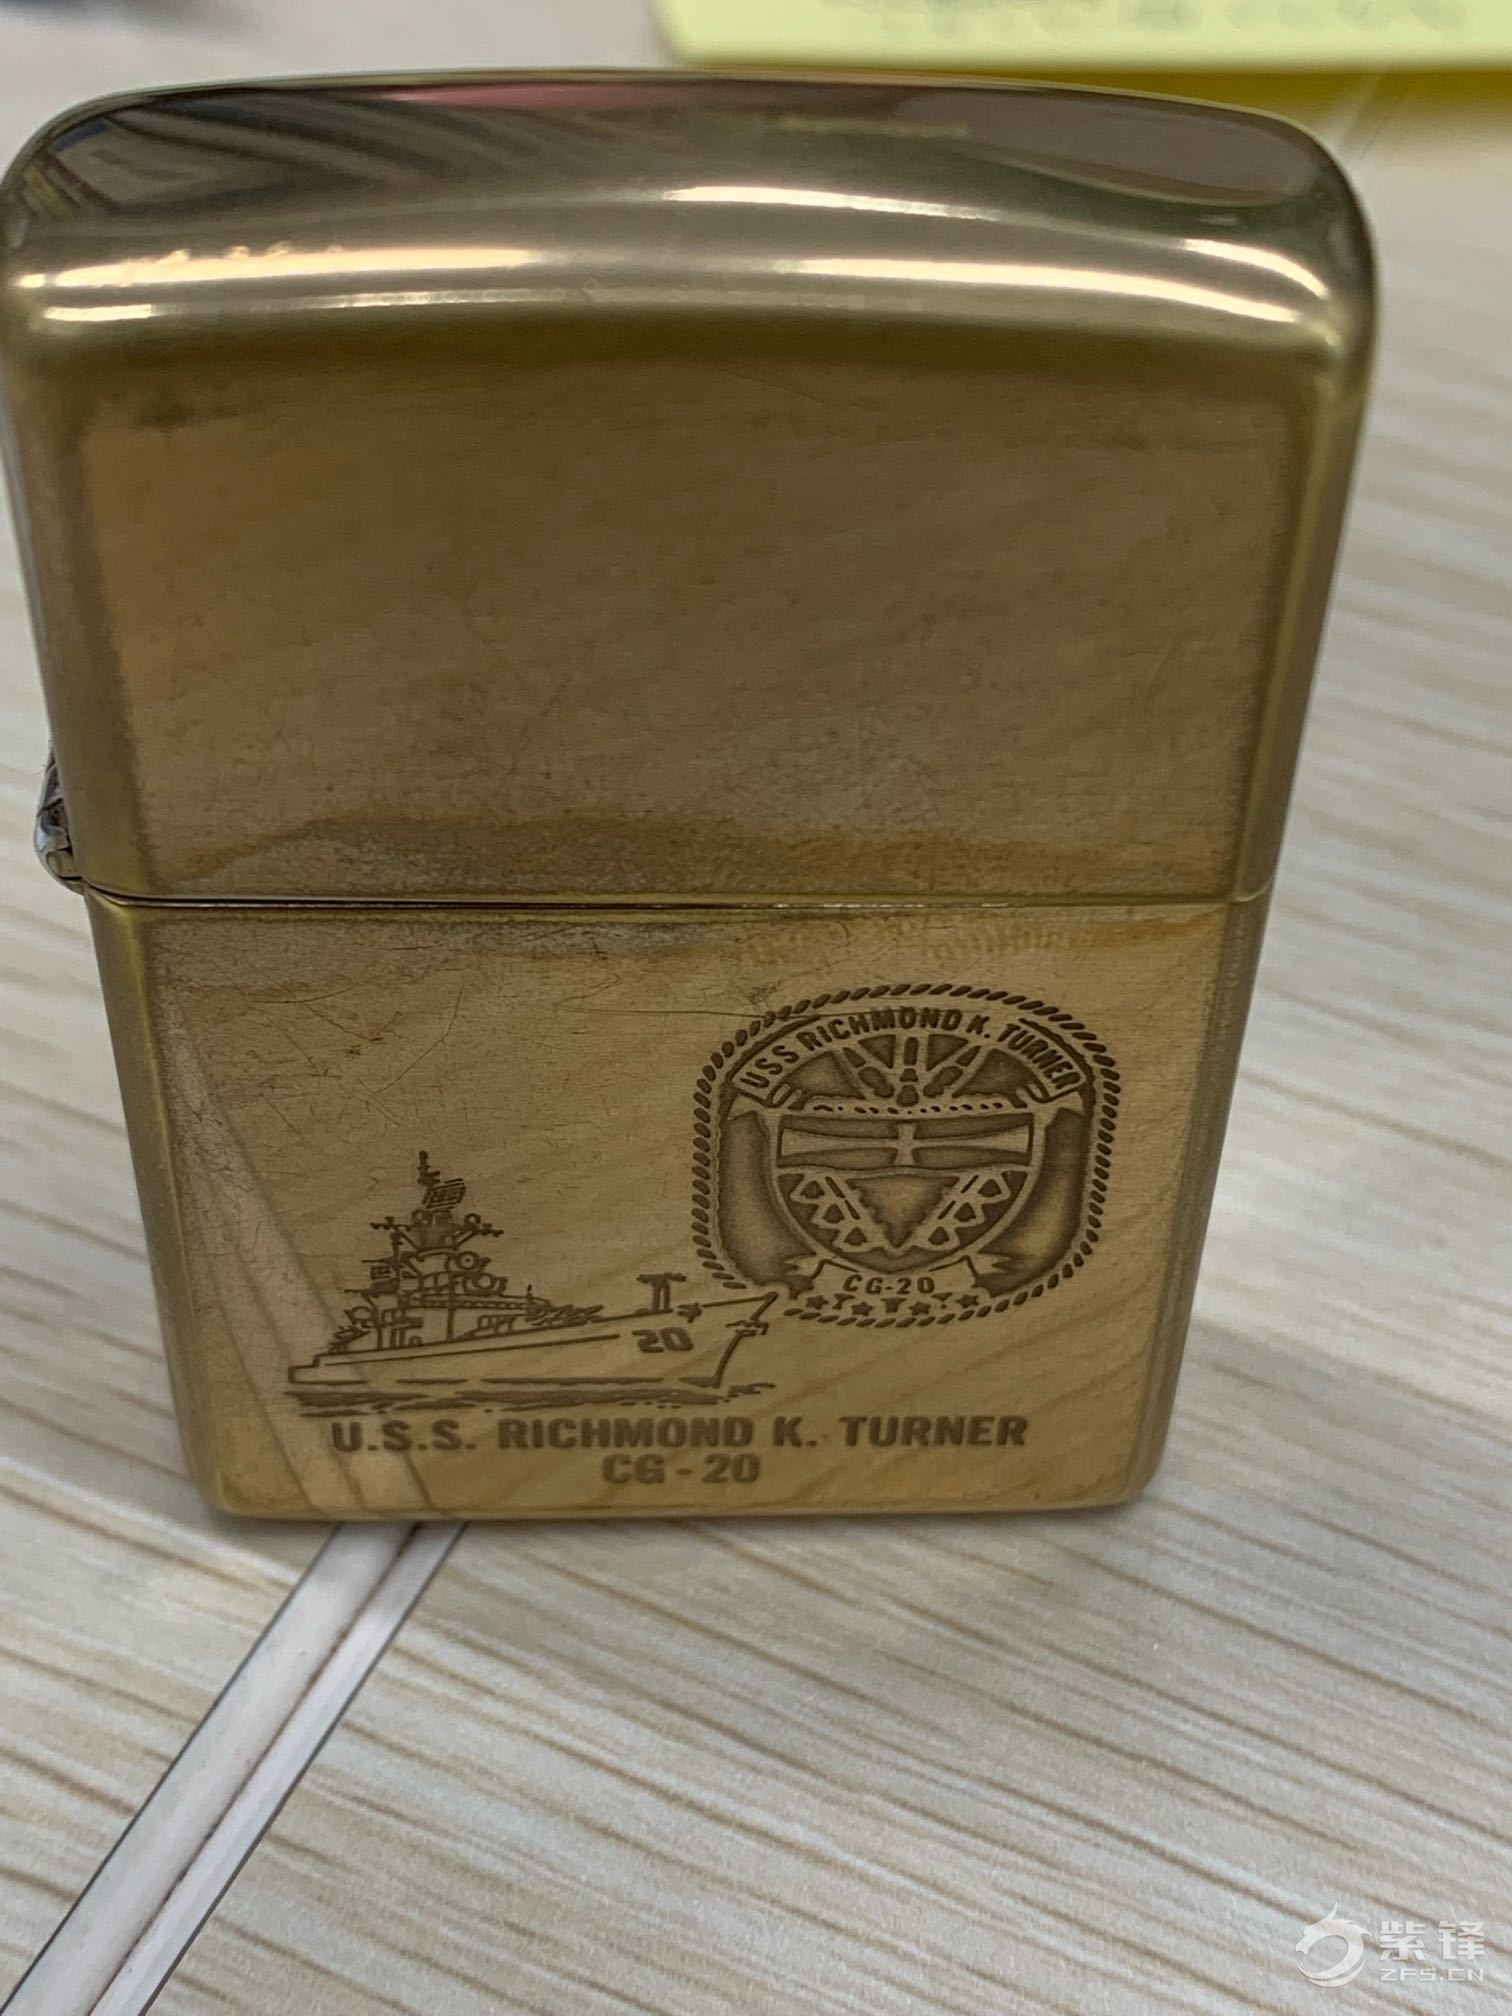 USS RICHMOND K. TURNER
CG-20
20
U.S.S. RICHMOND K. TURNER
CG-20
紫锋
ZFS.CN